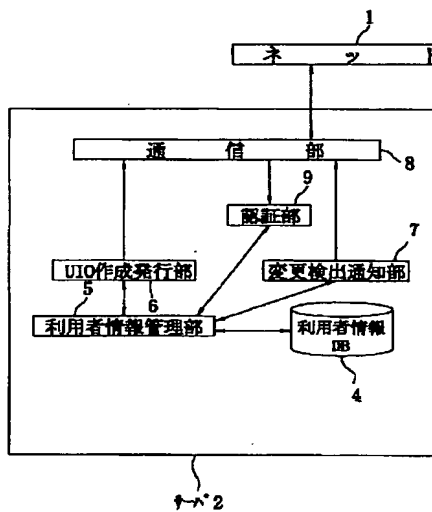 1
ネット
通信部
8
9
認証部
7
UIO作成発行部
変更検出通知部
5
6
利用者情報管理部
利用者情報
DB
4
サーバ2